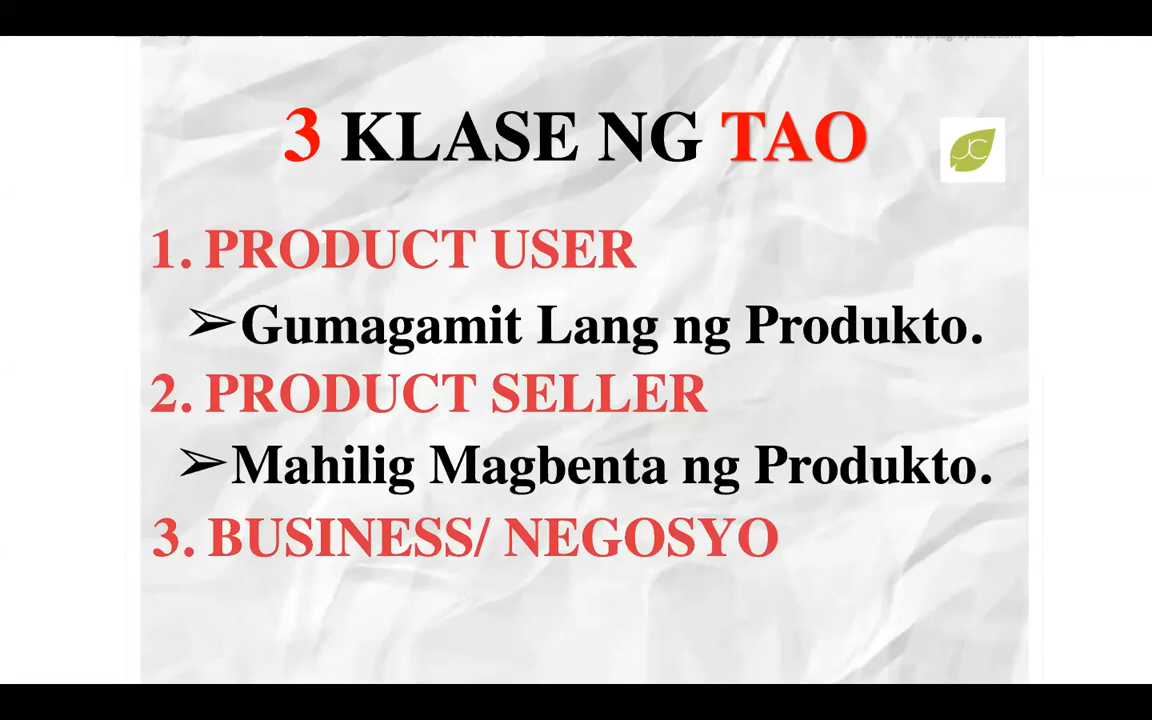 3 KLASE NG TAO
JC
1. PRODUCT USER
➢Gumagamit Lang ng Produkto.
2. PRODUCT SELLER
➢Mahilig Magbenta ng Produkto.
3. BUSINESS/ NEGOSYO